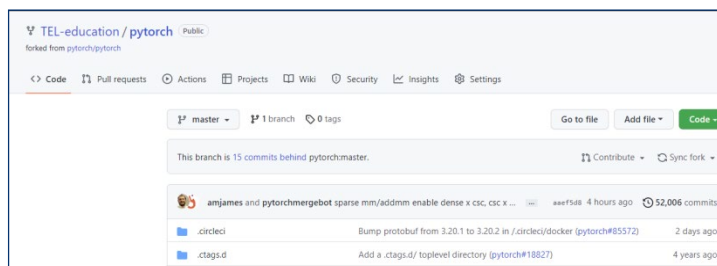 TEL-education / pytorch Public
forked from pytorch/pytorch
Code Pull requests Actions Projects Wiki Security Insights Settings
master 1 branch 0 tags Go to file Add file Code
This branch is 15 commits behind pytorch:master. Contribute Sync fork
amjames and pytorchmergebot sparse mm/addmm enable dense x csc, csc x ... ... aaef5d8 4 hours ago 52,006 commits
.circleci Bump protobuf from 3.20.1 to 3.20.2 in /.circleci/docker (pytorch#85572) 2 days ago
.ctags.d Add a .ctags.d/ toplevel directory (pytorch#18827) 4 years ago